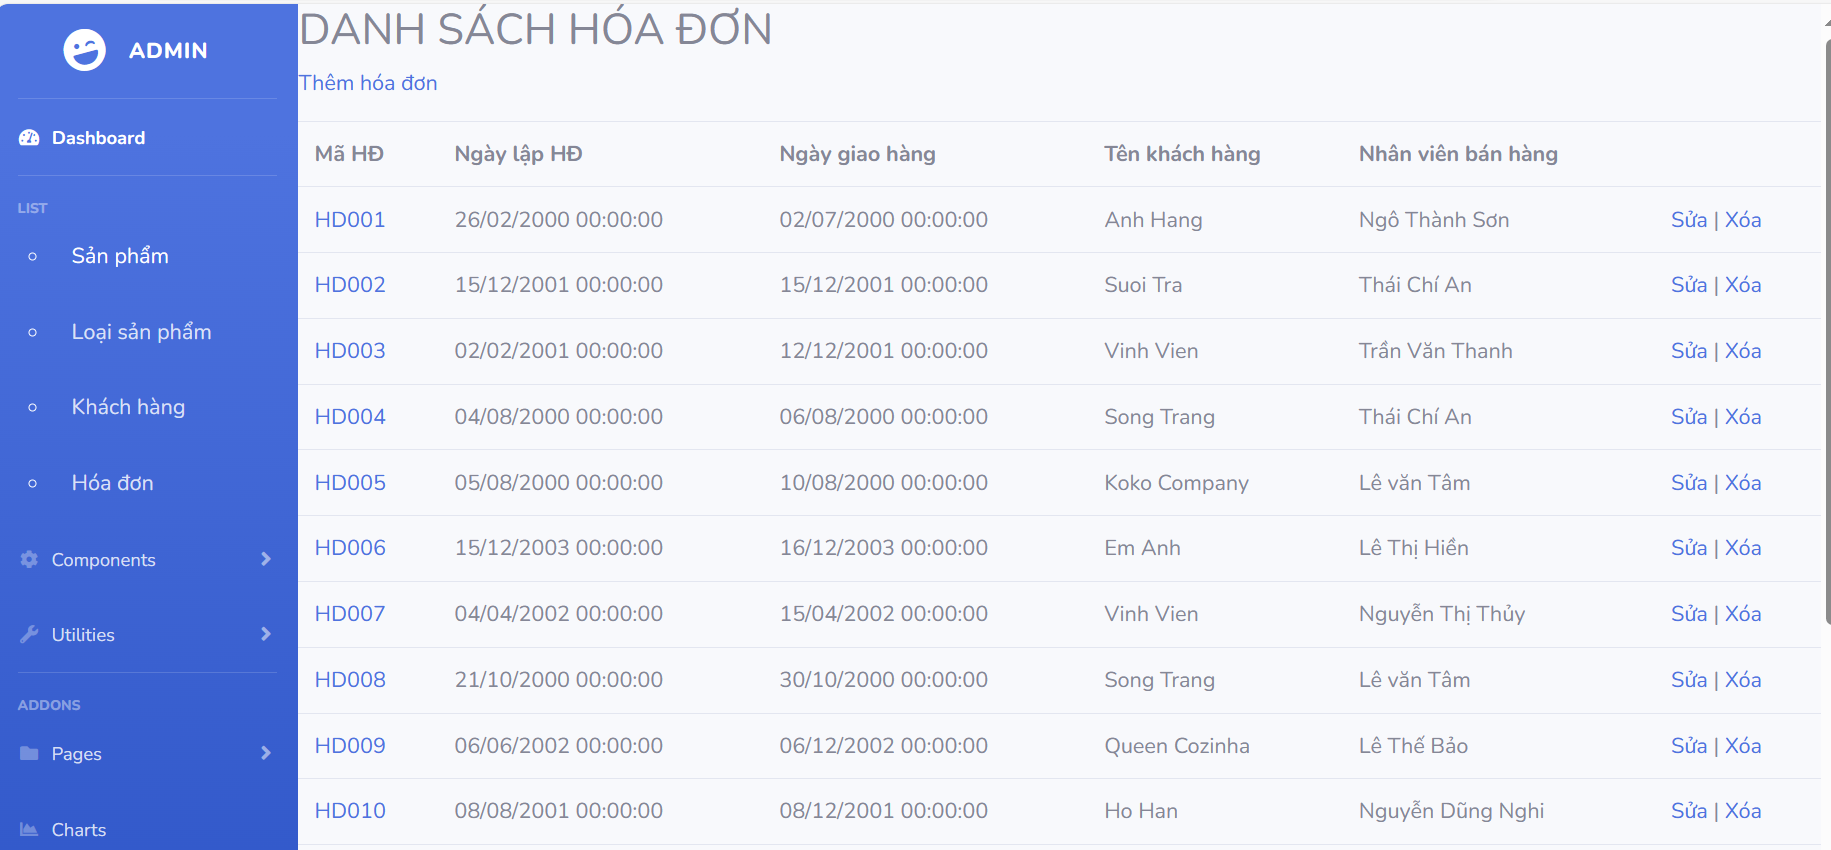 ADMIN
Dashboard
LIST
Sản phẩm
Loại sản phẩm
Khách hàng
Hóa đơn
Components
Utilities
ADDONS
Pages
Charts
DANH SÁCH HÓA ĐƠN
Thêm hóa đơn
Mã HĐ Ngày lập HĐ Ngày giao hàng Tên khách hàng Nhân viên bán hàng
HD001 26/02/2000 00:00:00 02/07/2000 00:00:00 Anh Hang Ngô Thành Sơn Sửa | Xóa
HD002 15/12/2001 00:00:00 15/12/2001 00:00:00 Suoi Tra Thái Chí An Sửa | Xóa
HD003 02/02/2001 00:00:00 12/12/2001 00:00:00 Vinh Vien Trần Văn Thanh Sửa | Xóa
HD004 04/08/2000 00:00:00 06/08/2000 00:00:00 Song Trang Thái Chí An Sửa | Xóa
HD005 05/08/2000 00:00:00 10/08/2000 00:00:00 Koko Company Lê văn Tâm Sửa | Xóa
HD006 15/12/2003 00:00:00 16/12/2003 00:00:00 Em Anh Lê Thị Hiền Sửa | Xóa
HD007 04/04/2002 00:00:00 15/04/2002 00:00:00 Vinh Vien Nguyễn Thị Thủy Sửa | Xóa
HD008 21/10/2000 00:00:00 30/10/2000 00:00:00 Song Trang Lê văn Tâm Sửa | Xóa
HD009 06/06/2002 00:00:00 06/12/2002 00:00:00 Queen Cozinha Lê Thế Bảo Sửa | Xóa
HD010 08/08/2001 00:00:00 08/12/2001 00:00:00 Ho Han Nguyễn Dũng Nghi Sửa | Xóa